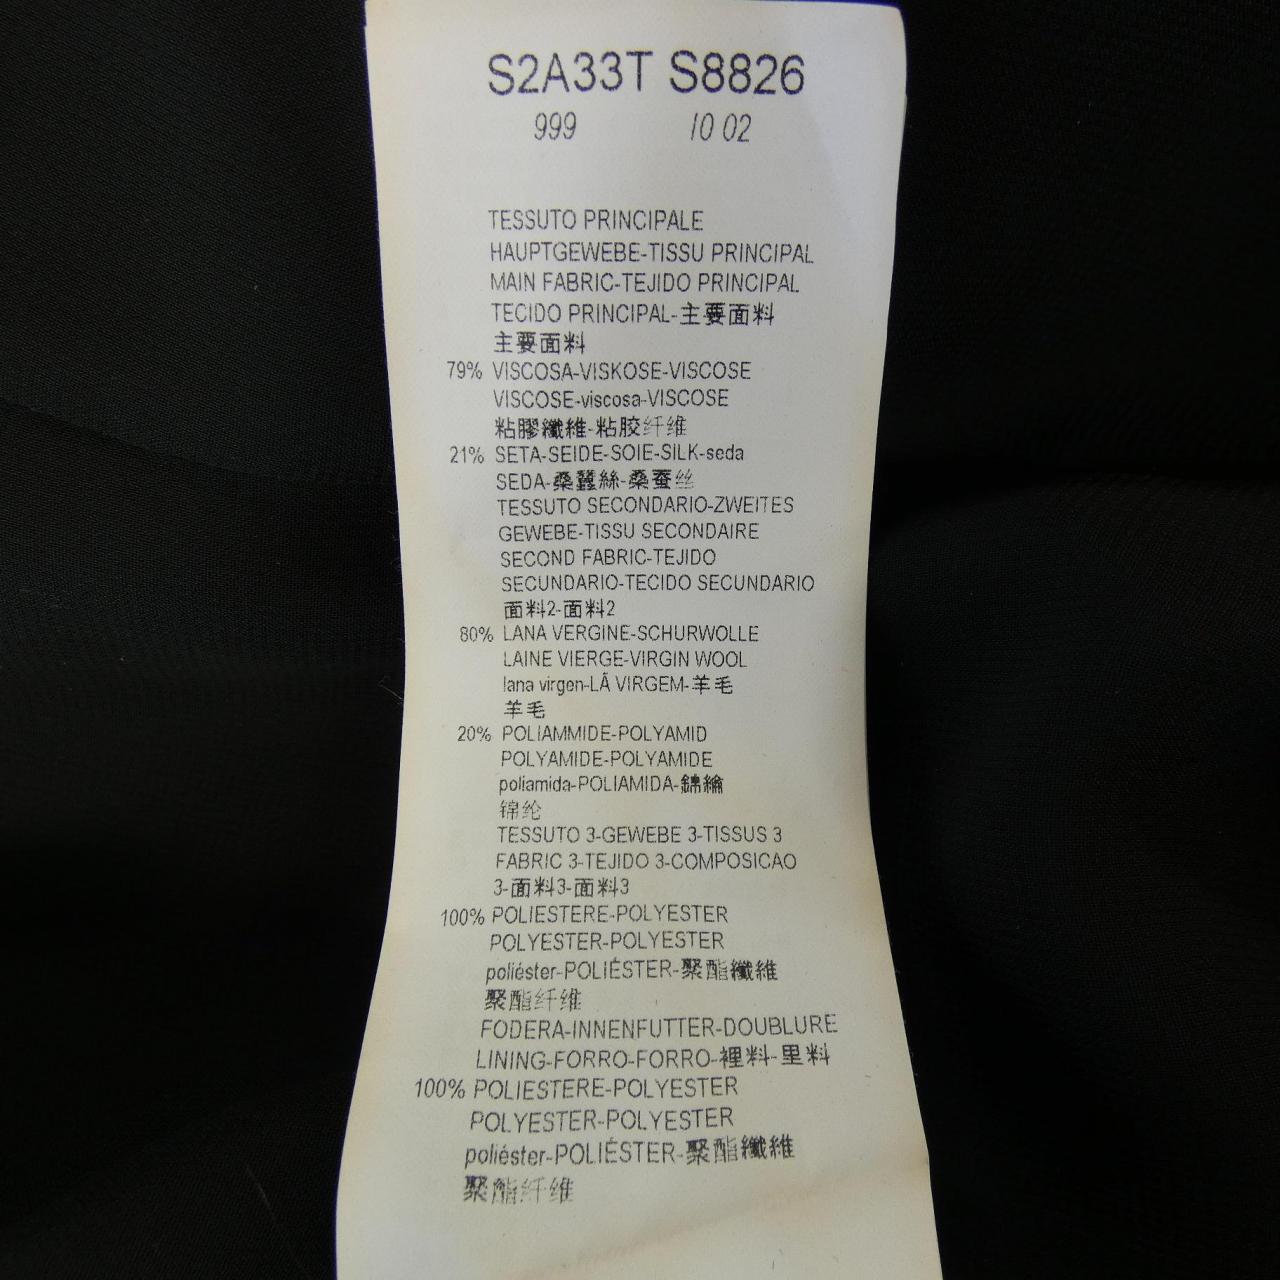 S2A33T S8826
999 10 02
TESSUTO PRINCIPALE
HAUPTGEWEBE-TISSU PRINCIPAL
MAIN FABRIC-TEJIDO PRINCIPAL
TECIDO PRINCIPAL-主要面料
主要面料
79% VISCOSA-VISKOSE-VISCOSE
VISCOSE-viscosa-VISCOSE
粘膠纖維-粘胶纤维
21% SETA-SEIDE-SOIE-SILK-seda
SEDA-桑蠶絲-桑蚕丝
TESSUTO SECONDARIO-ZWEITES
GEWEBE-TISSU SECONDAIRE
SECOND FABRIC-TEJIDO
SECUNDARIO-TECIDO SECUNDARIO
面料2-面料2
80% LANA VERGINE-SCHURWOLLE
LAINE VIERGE-VIRGIN WOOL
lana virgen-LÃ VIRGEM-羊毛
羊毛
20% POLIAMMIDE-POLYAMID
POLYAMIDE-POLYAMIDE
poliamida-POLIAMIDA-錦綸
锦纶
TESSUTO 3-GEWEBE 3-TISSUS 3
FABRIC 3-TEJIDO 3-COMPOSICAO
3-面料3-面料3
100% POLIESTERE-POLYESTER
POLYESTER-POLYESTER
poliéster-POLIÉSTER-聚酯纖維
聚酯纤维
FODERA-INNENFUTTER-DOUBLURE
LINING-FORRO-FORRO-裡料-里料
100% POLIESTERE-POLYESTER
POLYESTER-POLYESTER
poliéster-POLIÉSTER-聚酯纖維
聚酯纤维